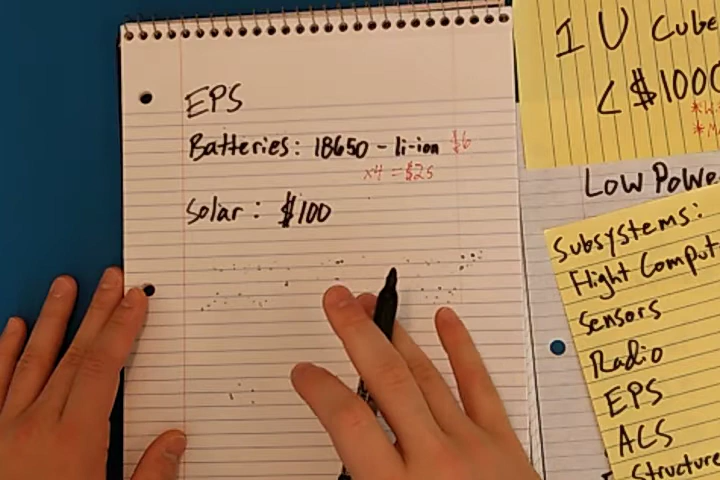 EPS
Batteries: 18650 - li-ion $6
x4 = $25
Solar: $100
1 U Cube
< $1000
Low Powe
Subsystems:
Flight Comput
Sensors
Radio
EPS
ACS
Structure